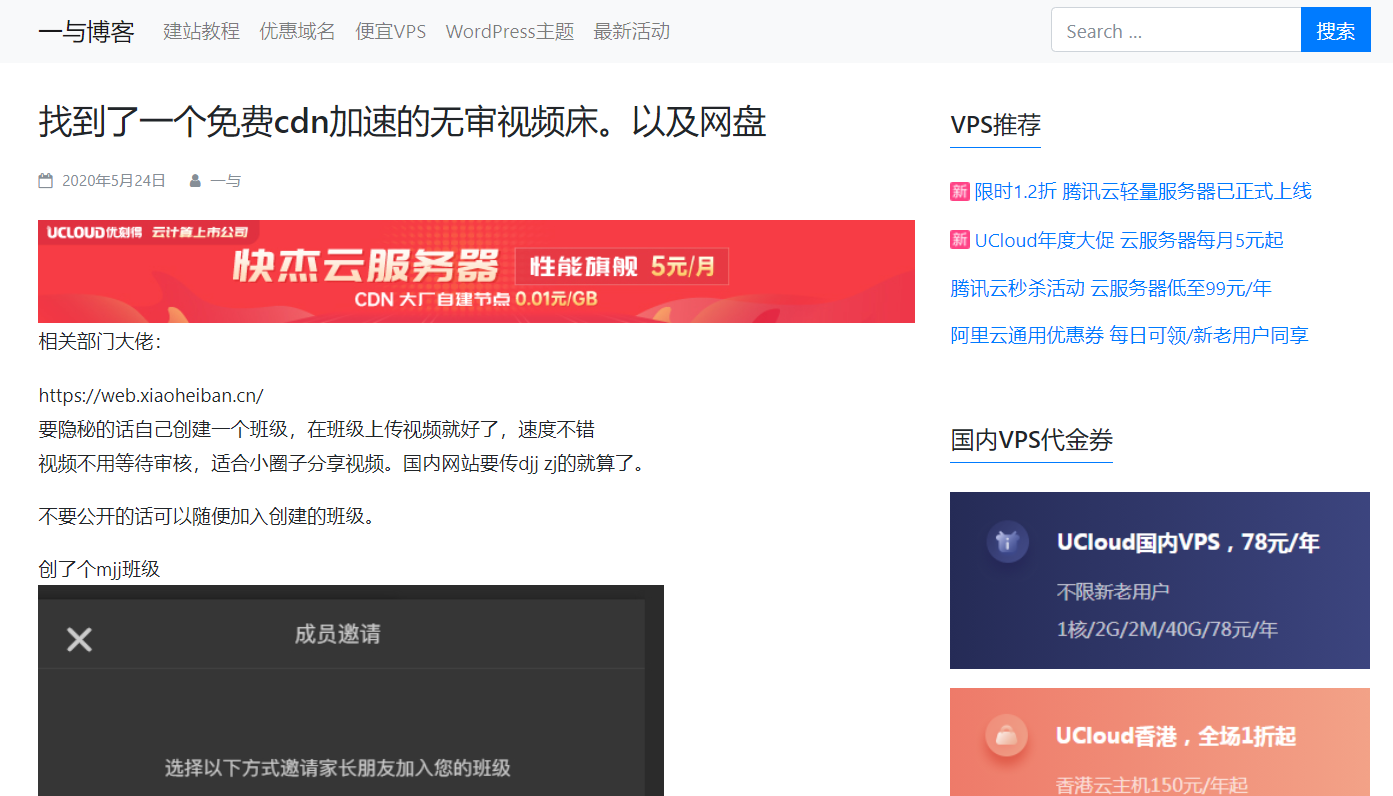 一与博客 建站教程 优惠域名 便宜VPS WordPress主题 最新活动 Search ... 搜索
找到了一个免费cdn加速的无审视频床。以及网盘
2020年5月24日 一与
UCLOUD优刻得 云计算上市公司
快杰云服务器 性能旗舰 5元/月
CDN 大厂自建节点 0.01元/GB
相关部门大佬：
https://web.xiaoheiban.cn/
要隐秘的话自己创建一个班级，在班级上传视频就好了，速度不错
视频不用等待审核，适合小圈子分享视频。国内网站要传djj zj的就算了。
不要公开的话可以随便加入创建的班级。
创了个mjj班级
成员邀请
选择以下方式邀请家长朋友加入您的班级
VPS推荐
新 限时1.2折 腾讯云轻量服务器已正式上线
新 UCloud年度大促 云服务器每月5元起
腾讯云秒杀活动 云服务器低至99元/年
阿里云通用优惠券 每日可领/新老用户同享
国内VPS代金券
UCloud国内VPS，78元/年
不限新老用户
1核/2G/2M/40G/78元/年
UCloud香港，全场1折起
香港云主机150元/年起